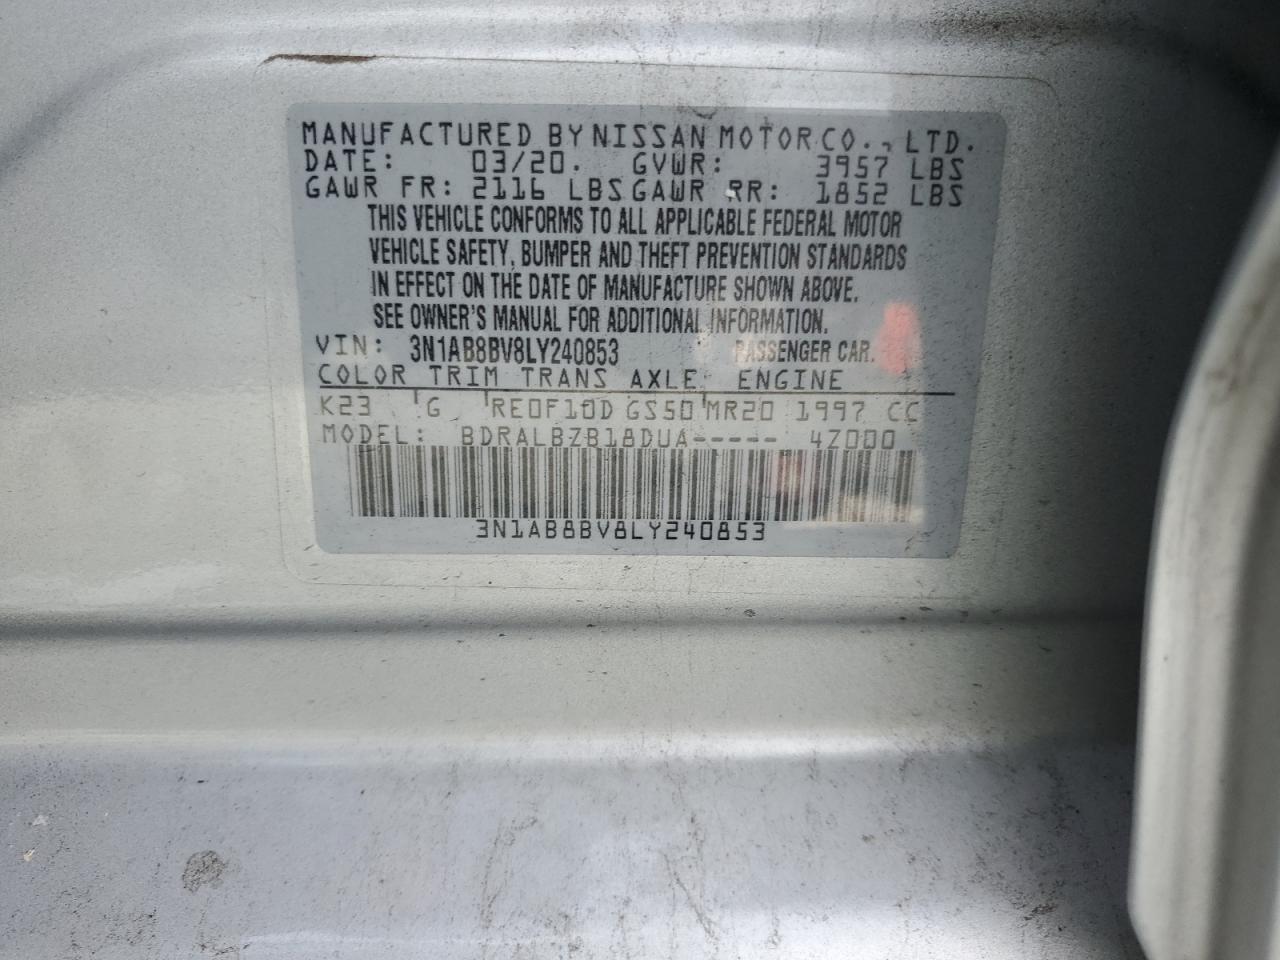 MANUFACTURED BY NISSAN MOTOR CO., LTD.
DATE: 03/20. GVWR: 3957 LBS
GAWR FR: 2116 LBS GAWR RR: 1852 LBS
THIS VEHICLE CONFORMS TO ALL APPLICABLE FEDERAL MOTOR
VEHICLE SAFETY, BUMPER AND THEFT PREVENTION STANDARDS
IN EFFECT ON THE DATE OF MANUFACTURE SHOWN ABOVE.
SEE OWNER'S MANUAL FOR ADDITIONAL INFORMATION.
VIN: 3N1AB8BV8LY240853 PASSENGER CAR.
COLOR TRIM TRANS AXLE ENGINE
K23 'G 'RE0F10D GS50'MR20 1997 CC
MODEL: BDRALBZB18DUA----- 4Z000
3N1AB8BV8LY240853